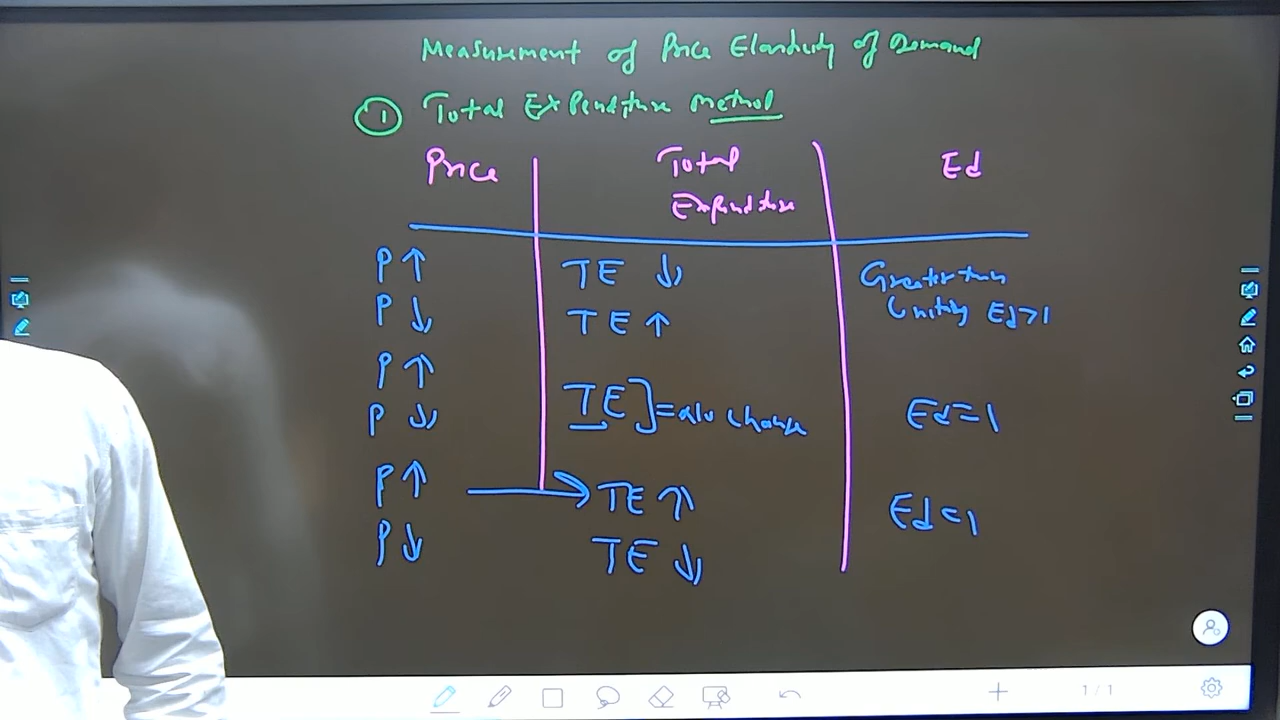 Measurement of Price Elasticity of Demand
① Total Expenditure Method
Price Total Expenditure Ed
P↑ TE ↓ Greater than
P↓ TE ↑ Unity Ed>1
P↑
P↓ TE ]= No change Ed=1
P↑ → TE ↑ Ed<1
P↓ TE ↓
1 / 1